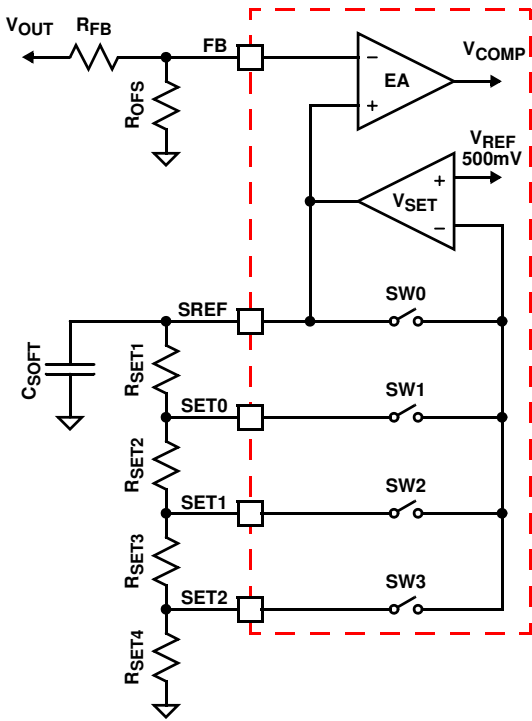 VOUT
RFB
FB
VCOMP
EA
−
+
ROFS
VREF
500mV
+
VSET
−
SREF
SW0
CSOFT
RSET1
SET0
SW1
RSET2
SET1
SW2
RSET3
SET2
SW3
RSET4